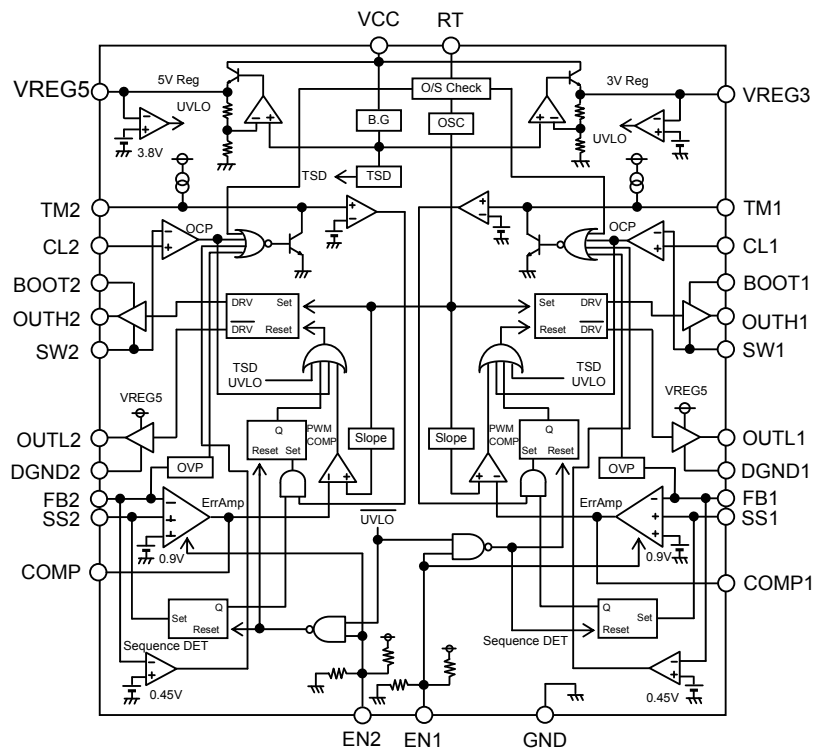 VCC RT
VREG5 5V Reg O/S Check 3V Reg VREG3
UVLO B.G OSC UVLO
3.8V
TSD TSD
TM2 TM1
OCP OCP
CL2 CL1
BOOT2 BOOT1
DRV Set Set DRV
OUTH2 OUTH1
DRV Reset Reset DRV
SW2 SW1
TSD TSD
UVLO UVLO
VREG5 VREG5
Q PWM COMP Slope Slope PWM COMP Q
OUTL2 Reset Set Set Reset OUTL1
DGND2 OVP OVP DGND1
FB2 ErrAmp ErrAmp FB1
SS2 UVLO SS1
0.9V 0.9V
COMP COMP1
Q Q
Set Reset Set Reset
Sequence DET Sequence DET
0.45V 0.45V
EN2 EN1 GND